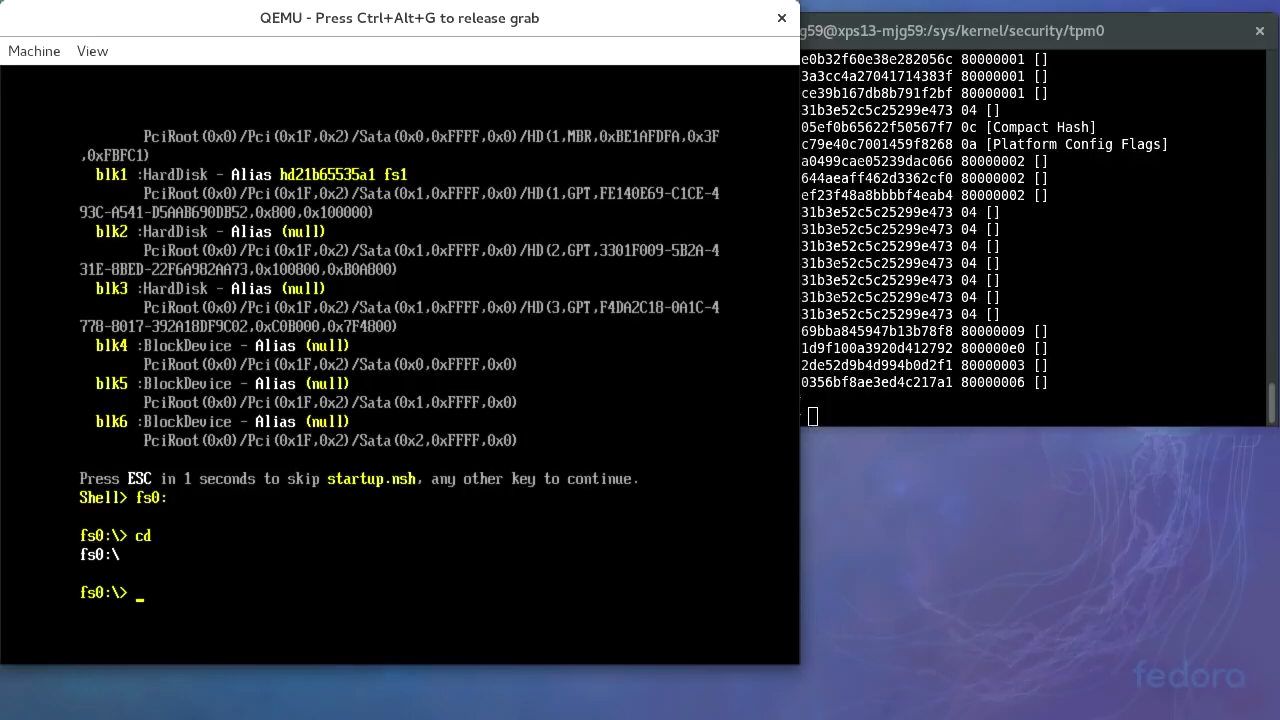 QEMU - Press Ctrl+Alt+G to release grab
Machine View
PciRoot(0x0)/Pci(0x1F,0x2)/Sata(0x0,0xFFFF,0x0)/HD(1,MBR,0xBE1AFDFA,0x3F
,0xFBFC1)
blk1 :HardDisk - Alias hd21b65535a1 fs1
PciRoot(0x0)/Pci(0x1F,0x2)/Sata(0x1,0xFFFF,0x0)/HD(1,GPT,FE140E69-C1CE-4
93C-A541-D5AAB690DB52,0x800,0x100000)
blk2 :HardDisk - Alias (null)
PciRoot(0x0)/Pci(0x1F,0x2)/Sata(0x1,0xFFFF,0x0)/HD(2,GPT,3301F009-5B2A-4
31E-8BED-22F6A982AA73,0x100800,0xB0A800)
blk3 :HardDisk - Alias (null)
PciRoot(0x0)/Pci(0x1F,0x2)/Sata(0x1,0xFFFF,0x0)/HD(3,GPT,F4DA2C18-0A1C-4
778-8017-392A18DF9C02,0xC0B000,0x7F4800)
blk4 :BlockDevice - Alias (null)
PciRoot(0x0)/Pci(0x1F,0x2)/Sata(0x0,0xFFFF,0x0)
blk5 :BlockDevice - Alias (null)
PciRoot(0x0)/Pci(0x1F,0x2)/Sata(0x1,0xFFFF,0x0)
blk6 :BlockDevice - Alias (null)
PciRoot(0x0)/Pci(0x1F,0x2)/Sata(0x2,0xFFFF,0x0)
Press ESC in 1 seconds to skip startup.nsh, any other key to continue.
Shell> fs0:
fs0:\> cd
fs0:\
fs0:\> _
g59@xps13-mjg59:/sys/kernel/security/tpm0
e0b32f60e38e282056c 80000001 []
3a3cc4a27041714383f 80000001 []
ce39b167db8b791f2bf 80000001 []
31b3e52c5c25299e473 04 []
05ef0b65622f50567f7 0c [Compact Hash]
c79e40c7001459f8268 0a [Platform Config Flags]
a0499cae05239dac066 80000002 []
644aeaff462d3362cf0 80000002 []
ef23f48a8bbbbf4eab4 80000002 []
31b3e52c5c25299e473 04 []
31b3e52c5c25299e473 04 []
31b3e52c5c25299e473 04 []
31b3e52c5c25299e473 04 []
31b3e52c5c25299e473 04 []
31b3e52c5c25299e473 04 []
31b3e52c5c25299e473 04 []
69bba845947b13b78f8 80000009 []
1d9f100a3920d412792 800000e0 []
2de52d9b4d994b0d2f1 80000003 []
0356bf8ae3ed4c217a1 80000006 []
fedora